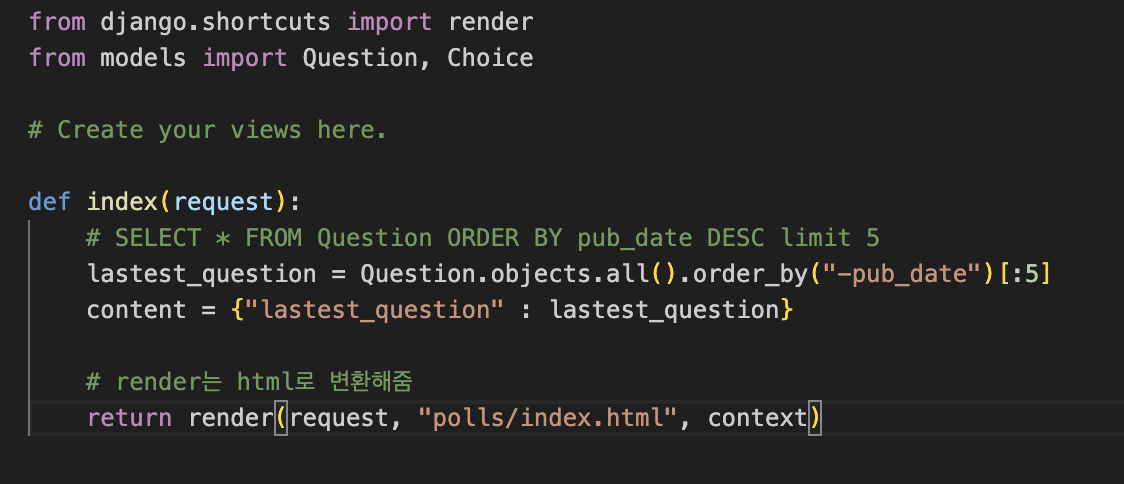 from django.shortcuts import render
from models import Question, Choice
# Create your views here.
def index(request):
# SELECT * FROM Question ORDER BY pub_date DESC limit 5
lastest_question = Question.objects.all().order_by("-pub_date")[:5]
content = {"lastest_question" : lastest_question}
# render는 html로 변환해줌
return render(request, "polls/index.html", context)